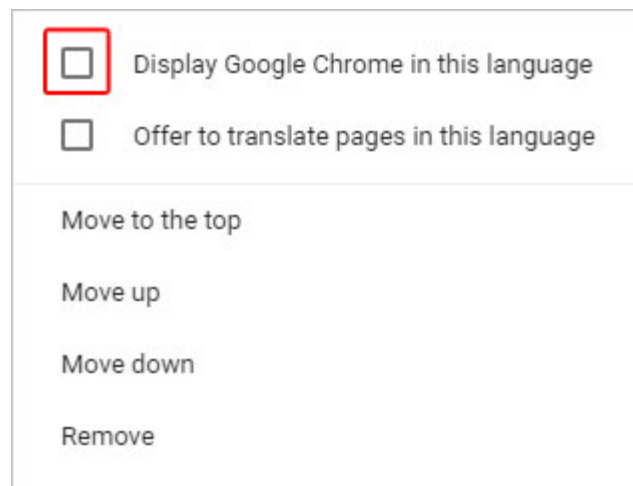 Display Google Chrome in this language
Offer to translate pages in this language
Move to the top
Move up
Move down
Remove